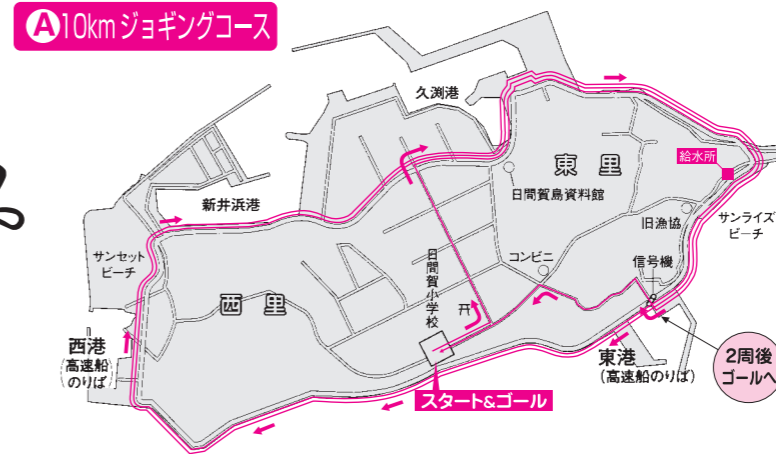 Ⓐ10kmジョギングコース
久渕港
東里
給水所
日間賀島資料館
新井浜港
旧漁協
サンライズ
ビーチ
サンセット
ビーチ
日間賀小学校
コンビニ
信号機
西里
西港
(高速船
のりば)
東港
(高速船のりば)
2周後
ゴールへ
スタート&ゴール